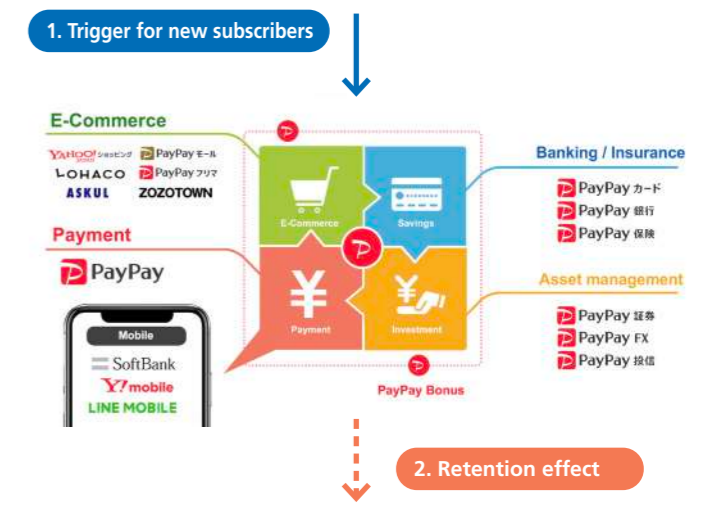 1. Trigger for new subscribers
E-Commerce
YAHOO! ショッピング PayPay モール
LOHACO PayPay フリマ
ASKUL ZOZOTOWN
Payment
PayPay
Mobile
SoftBank
Y!mobile
LINE MOBILE
E-Commerce
Savings
Payment
Investment
PayPay Bonus
Banking / Insurance
PayPay カード
PayPay 銀行
PayPay 保険
Asset management
PayPay 証券
PayPay FX
PayPay 投信
2. Retention effect